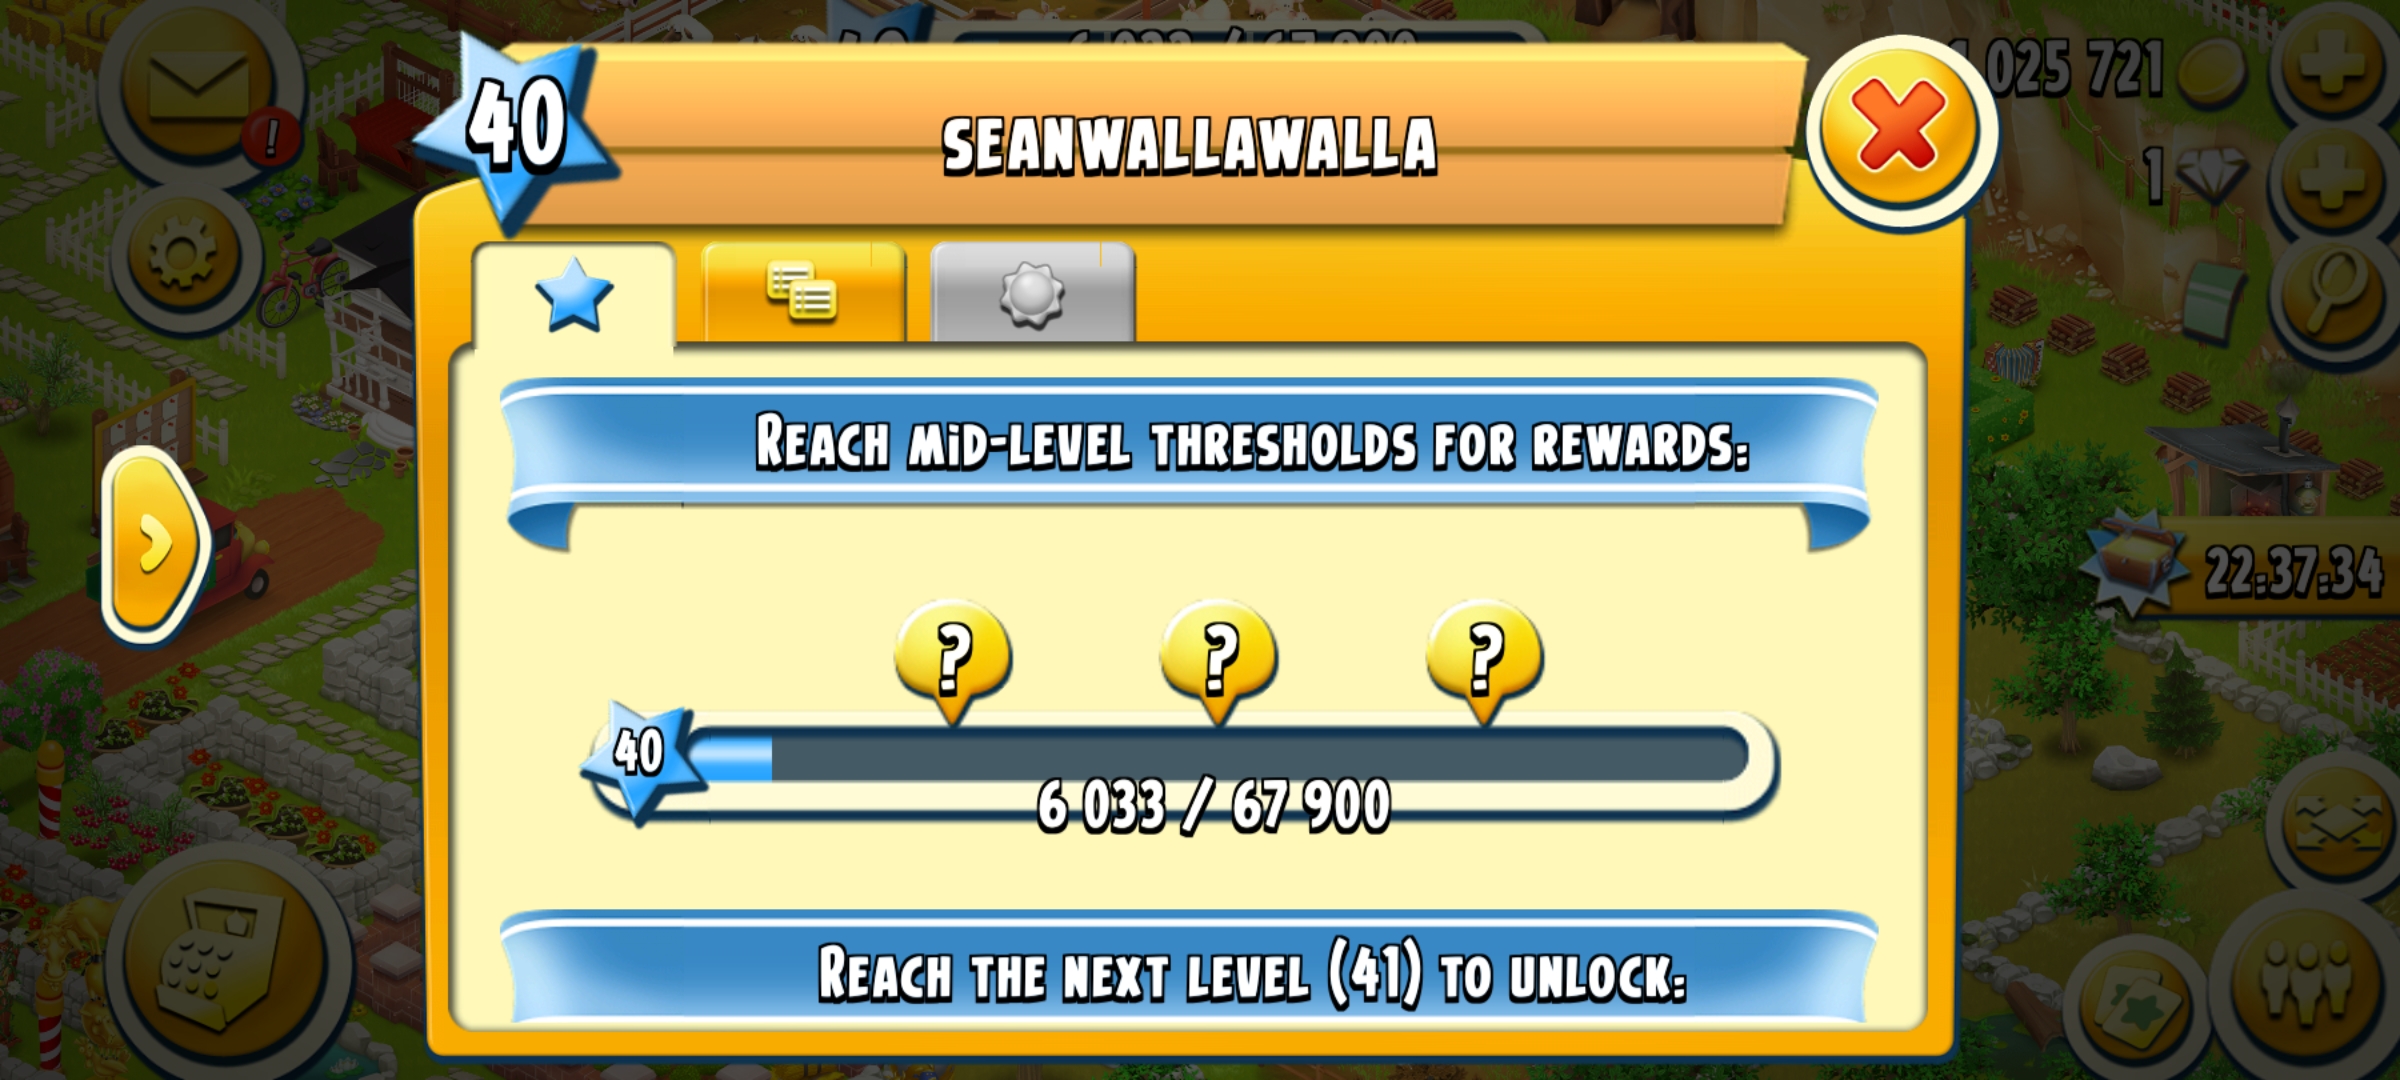 40
SEANWALLAWALLA
025 721
1
!
REACH MiD-LEVEL THRESHOLDS FOR REWARDS:
22:37:34
? ? ?
40
6 033 / 67 900
REACH THE NEXT LEVEL (41) TO UNLOCK: